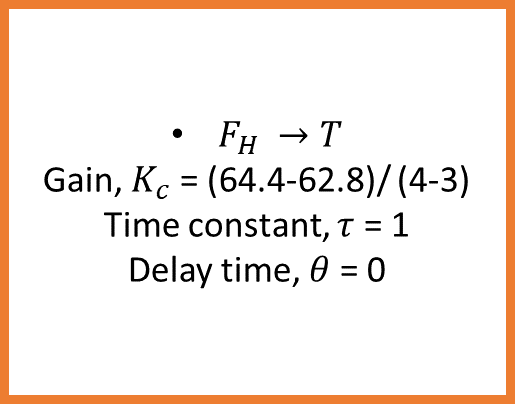 • F_H → T
Gain, K_c = (64.4-62.8)/ (4-3)
Time constant, τ = 1
Delay time, θ = 0